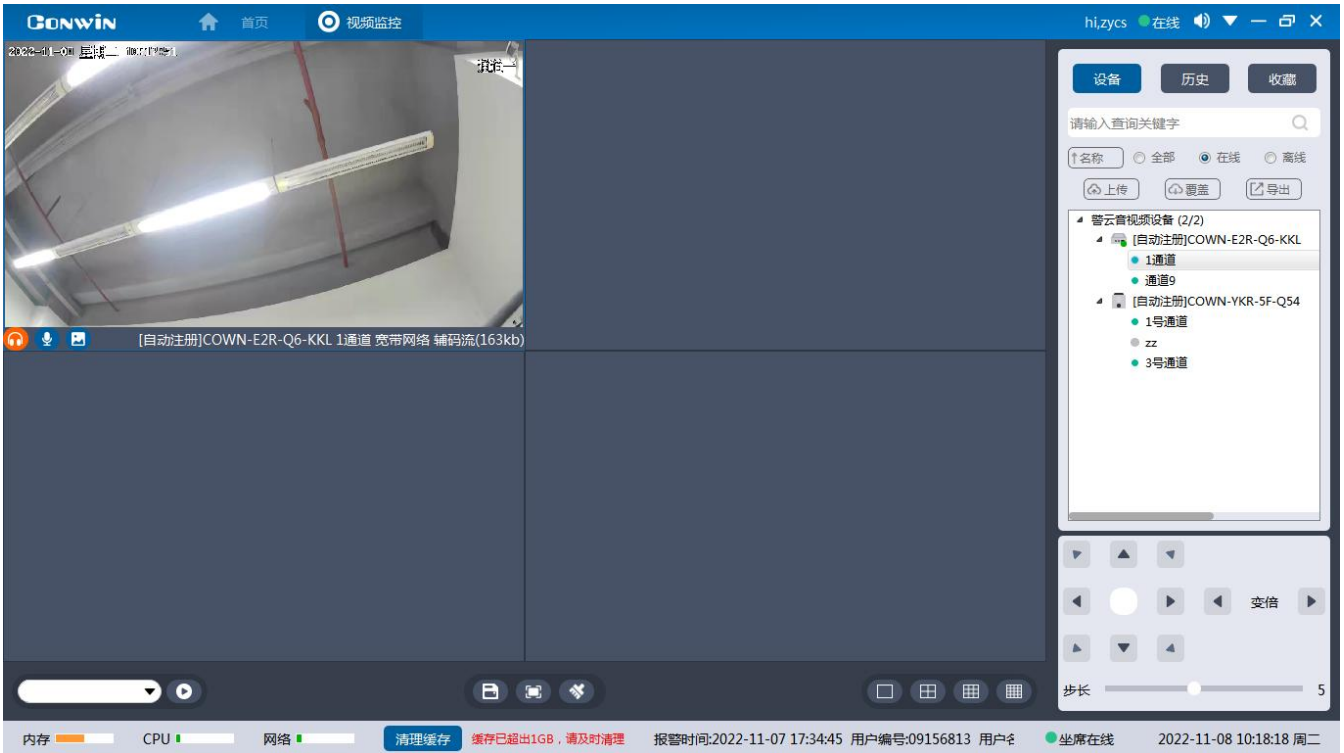 CONWIN 首页 视频监控 hi,zycs 在线
设备 历史 收藏
请输入查询关键字
↑名称 全部 在线 离线
上传 覆盖 导出
警云音视频设备 (2/2)
[自动注册]COWN-E2R-Q6-KKL
1通道
通道9
[自动注册]COWN-YKR-5F-Q54
1号通道
zz
3号通道
[自动注册]COWN-E2R-Q6-KKL 1通道 宽带网络 辅码流(163kb)
变倍
步长 5
内存 CPU 网络 清理缓存 缓存已超出1GB，请及时清理 报警时间:2022-11-07 17:34:45 用户编号:09156813 用户 坐席在线 2022-11-08 10:18:18 周二